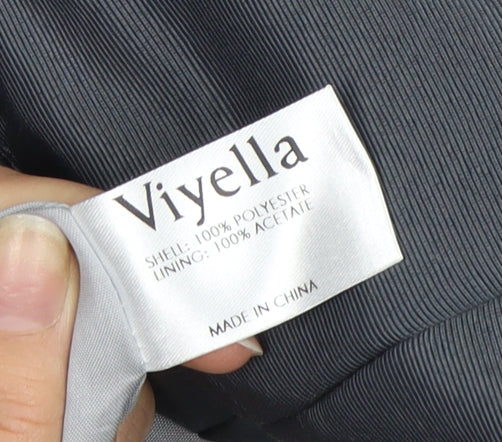 Viyella
SHELL: 100% POLYESTER
LINING: 100% ACETATE
MADE IN CHINA